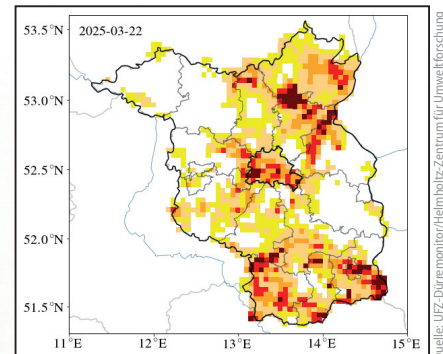 2025-03-22
53.5°N
53.0°N
52.5°N
52.0°N
51.5°N
11°E 12°E 13°E 14°E 15°E
Quelle: UFZ-Dürremonitor/Helmholtz-Zentrum für Umweltforschung